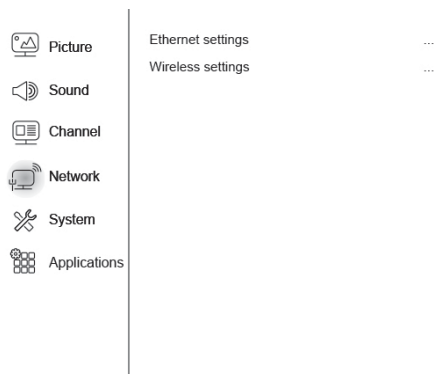 Picture
Sound
Channel
Network
System
Applications
Ethernet settings ...
Wireless settings ...